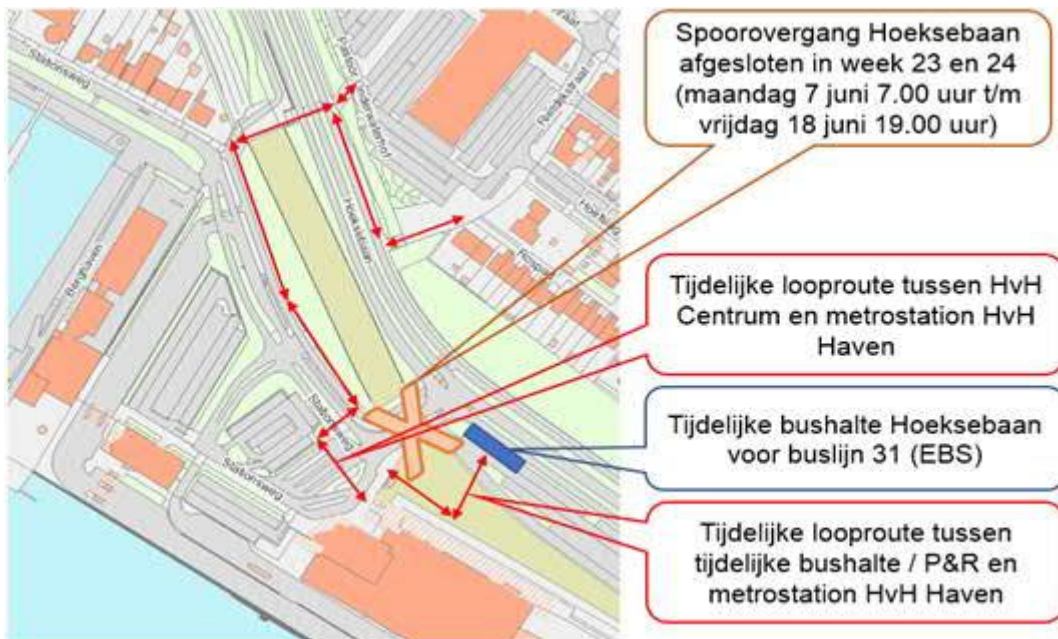 Spoorovergang Hoeksebaan
afgesloten in week 23 en 24
(maandag 7 juni 7.00 uur t/m
vrijdag 18 juni 19.00 uur)
Tijdelijke looproute tussen HvH
Centrum en metrostation HvH
Haven
Tijdelijke bushalte Hoeksebaan
voor buslijn 31 (EBS)
Tijdelijke looproute tussen
tijdelijke bushalte / P&R en
metrostation HvH Haven
Stationsweg
Hoeksebaan
Berghaven
Stationsweg
Stationsweg